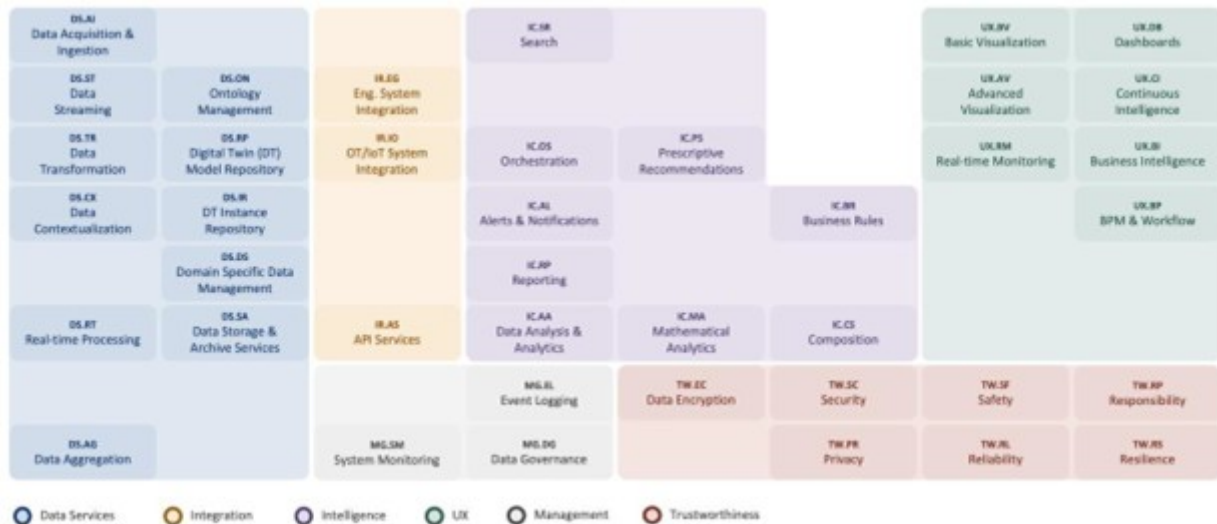 DS.AI
Data Acquisition &
Ingestion
IC.SR
Search
UX.BV
Basic Visualization
UX.DB
Dashboards
DS.ST
Data
Streaming
DS.ON
Ontology
Management
IR.EG
Eng. System
Integration
UX.AV
Advanced
Visualization
UX.CI
Continuous
Intelligence
DS.TR
Data
Transformation
DS.RP
Digital Twin (DT)
Model Repository
IR.IO
OT/IoT System
Integration
IC.OS
Orchestration
IC.PS
Prescriptive
Recommendations
UX.RM
Real-time Monitoring
UX.BI
Business Intelligence
DS.CX
Data
Contextualization
DS.IR
DT Instance
Repository
IC.AL
Alerts & Notifications
IC.BR
Business Rules
UX.BP
BPM & Workflow
DS.DS
Domain Specific Data
Management
IC.RP
Reporting
DS.RT
Real-time Processing
DS.SA
Data Storage &
Archive Services
IR.AS
API Services
IC.AA
Data Analysis &
Analytics
IC.MA
Mathematical
Analytics
IC.CS
Composition
MG.EL
Event Logging
TW.EC
Data Encryption
TW.SC
Security
TW.SF
Safety
TW.RP
Responsibility
DS.AG
Data Aggregation
MG.SM
System Monitoring
MG.DG
Data Governance
TW.PR
Privacy
TW.RL
Reliability
TW.RS
Resilience
Data Services
Integration
Intelligence
UX
Management
Trustworthiness